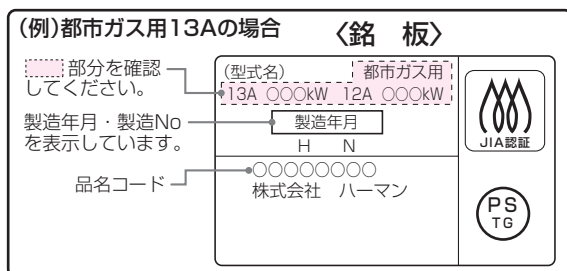 (例)都市ガス用13Aの場合
〈銘 板〉
部分を確認
してください。
製造年月・製造No
を表示しています。
品名コード
(型式名) 都市ガス用
13A ○○○kW 12A ○○○kW
製造年月
H N
○○○○○○○○
株式会社 ハーマン
JIA認証
PS
TG